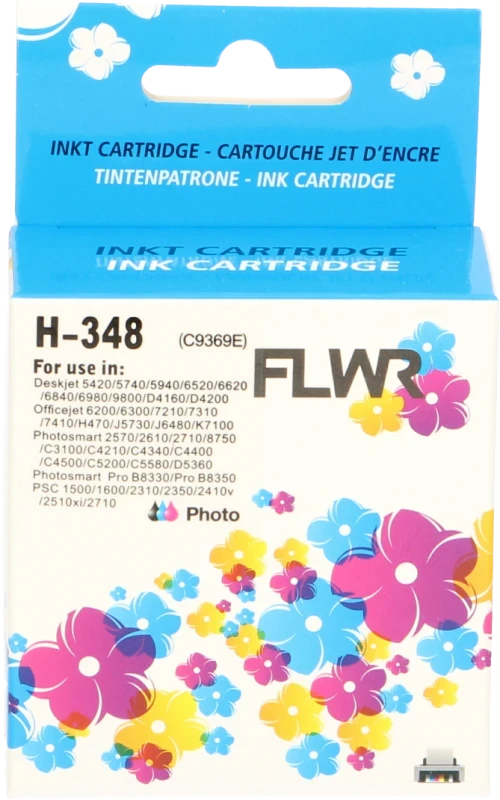 INKT CARTRIDGE - CARTOUCHE JET D'ENCRE
TINTENPATRONE - INK CARTRIDGE
INKT CARTRIDGE
INK CARTRIDGE
H-348 (C9369E)
FLWR
For use in:
Deskjet 5420/5740/5940/6520/6620
/6840/6980/9800/D4160/D4200
Officejet 6200/6300/7210/7310
/7410/H470/J5730/J6480/K7100
Photosmart 2570/2610/2710/8750
/C3100/C4210/C4340/C4400
/C4500/C5200/C5580/D5360
Photosmart Pro B8330/Pro B8350
PSC 1500/1600/2310/2350/2410v
/2510xi/2710
Photo